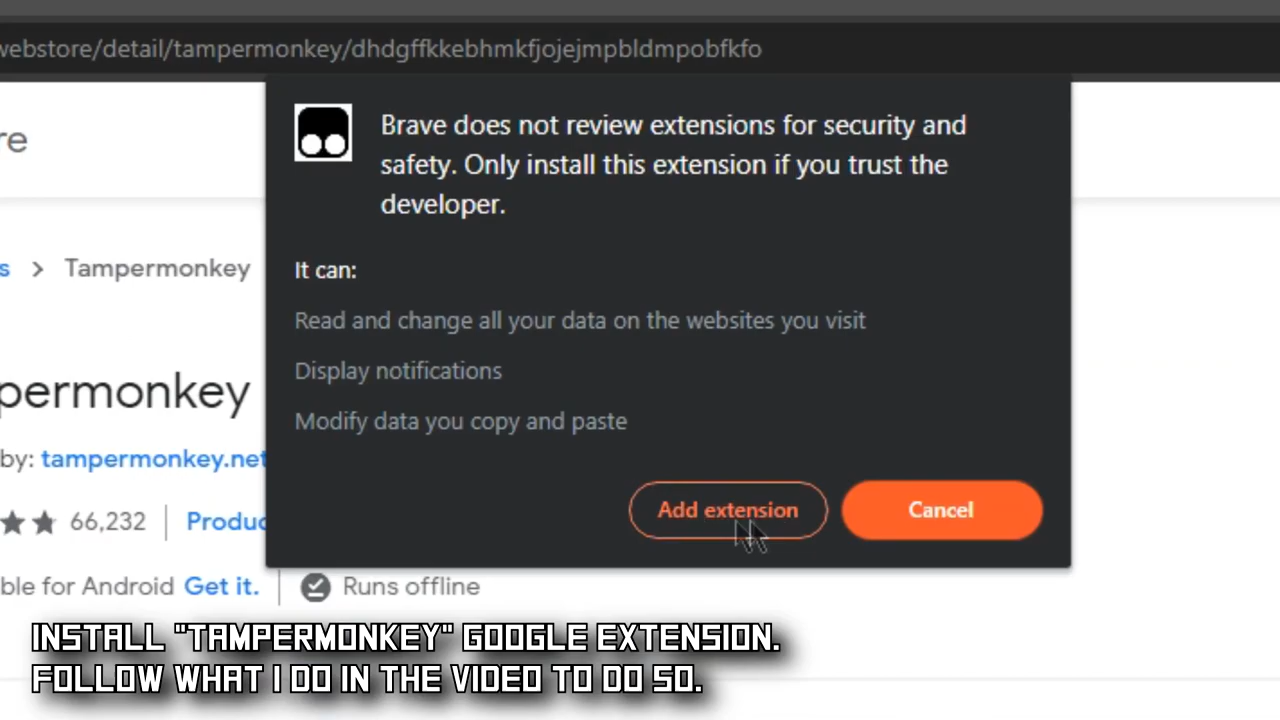 webstore/detail/tampermonkey/dhdgffkkebhmkfjojejmpbldmpobfkfo
re
Brave does not review extensions for security and
safety. Only install this extension if you trust the
developer.
s > Tampermonkey
It can:
Read and change all your data on the websites you visit
Display notifications
permonkey
Modify data you copy and paste
by: tampermonkey.net
66,232 Produc
Add extension Cancel
ble for Android Get it. Runs offline
INSTALL "TAMPERMONKEY" GOOGLE EXTENSION.
FOLLOW WHAT I DO IN THE VIDEO TO DO SO.